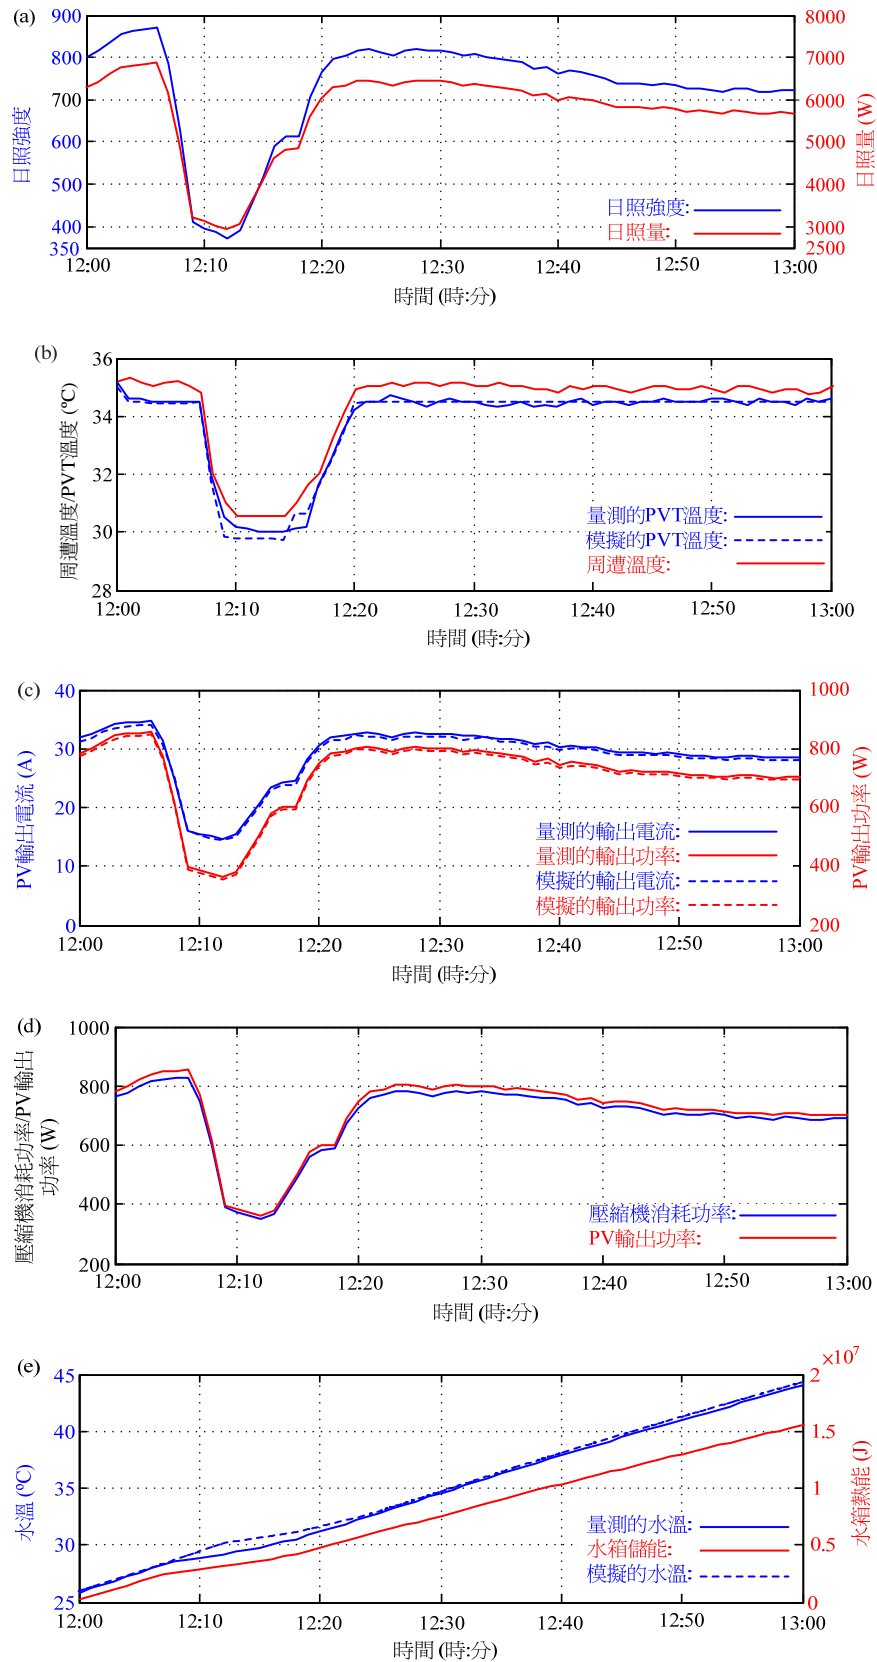 (a)
900
800
700
600
500
400
350
日照強度
8000
7000
6000
5000
4000
3000
2500
日照量 (W)
日照強度:
日照量:
12:00 12:10 12:20 12:30 12:40 12:50 13:00
時間 (時:分)
(b)
36
34
32
30
28
周遭溫度/PVT溫度 (ºC)
量測的PVT溫度:
模擬的PVT溫度:
周遭溫度:
12:00 12:10 12:20 12:30 12:40 12:50 13:00
時間 (時:分)
(c)
40
30
20
10
0
PV輸出電流 (A)
1000
800
600
400
200
PV輸出功率 (W)
量測的輸出電流:
量測的輸出功率:
模擬的輸出電流:
模擬的輸出功率:
12:00 12:10 12:20 12:30 12:40 12:50 13:00
時間 (時:分)
(d)
1000
800
600
400
200
壓縮機消耗功率/PV輸出
功率 (W)
壓縮機消耗功率:
PV輸出功率:
12:00 12:10 12:20 12:30 12:40 12:50 13:00
時間 (時:分)
(e)
45
40
35
30
25
水溫 (ºC)
×10⁷
2
1.5
1
0.5
0
水箱熱能 (J)
量測的水溫:
水箱儲能:
模擬的水溫:
12:00 12:10 12:20 12:30 12:40 12:50 13:00
時間 (時:分)